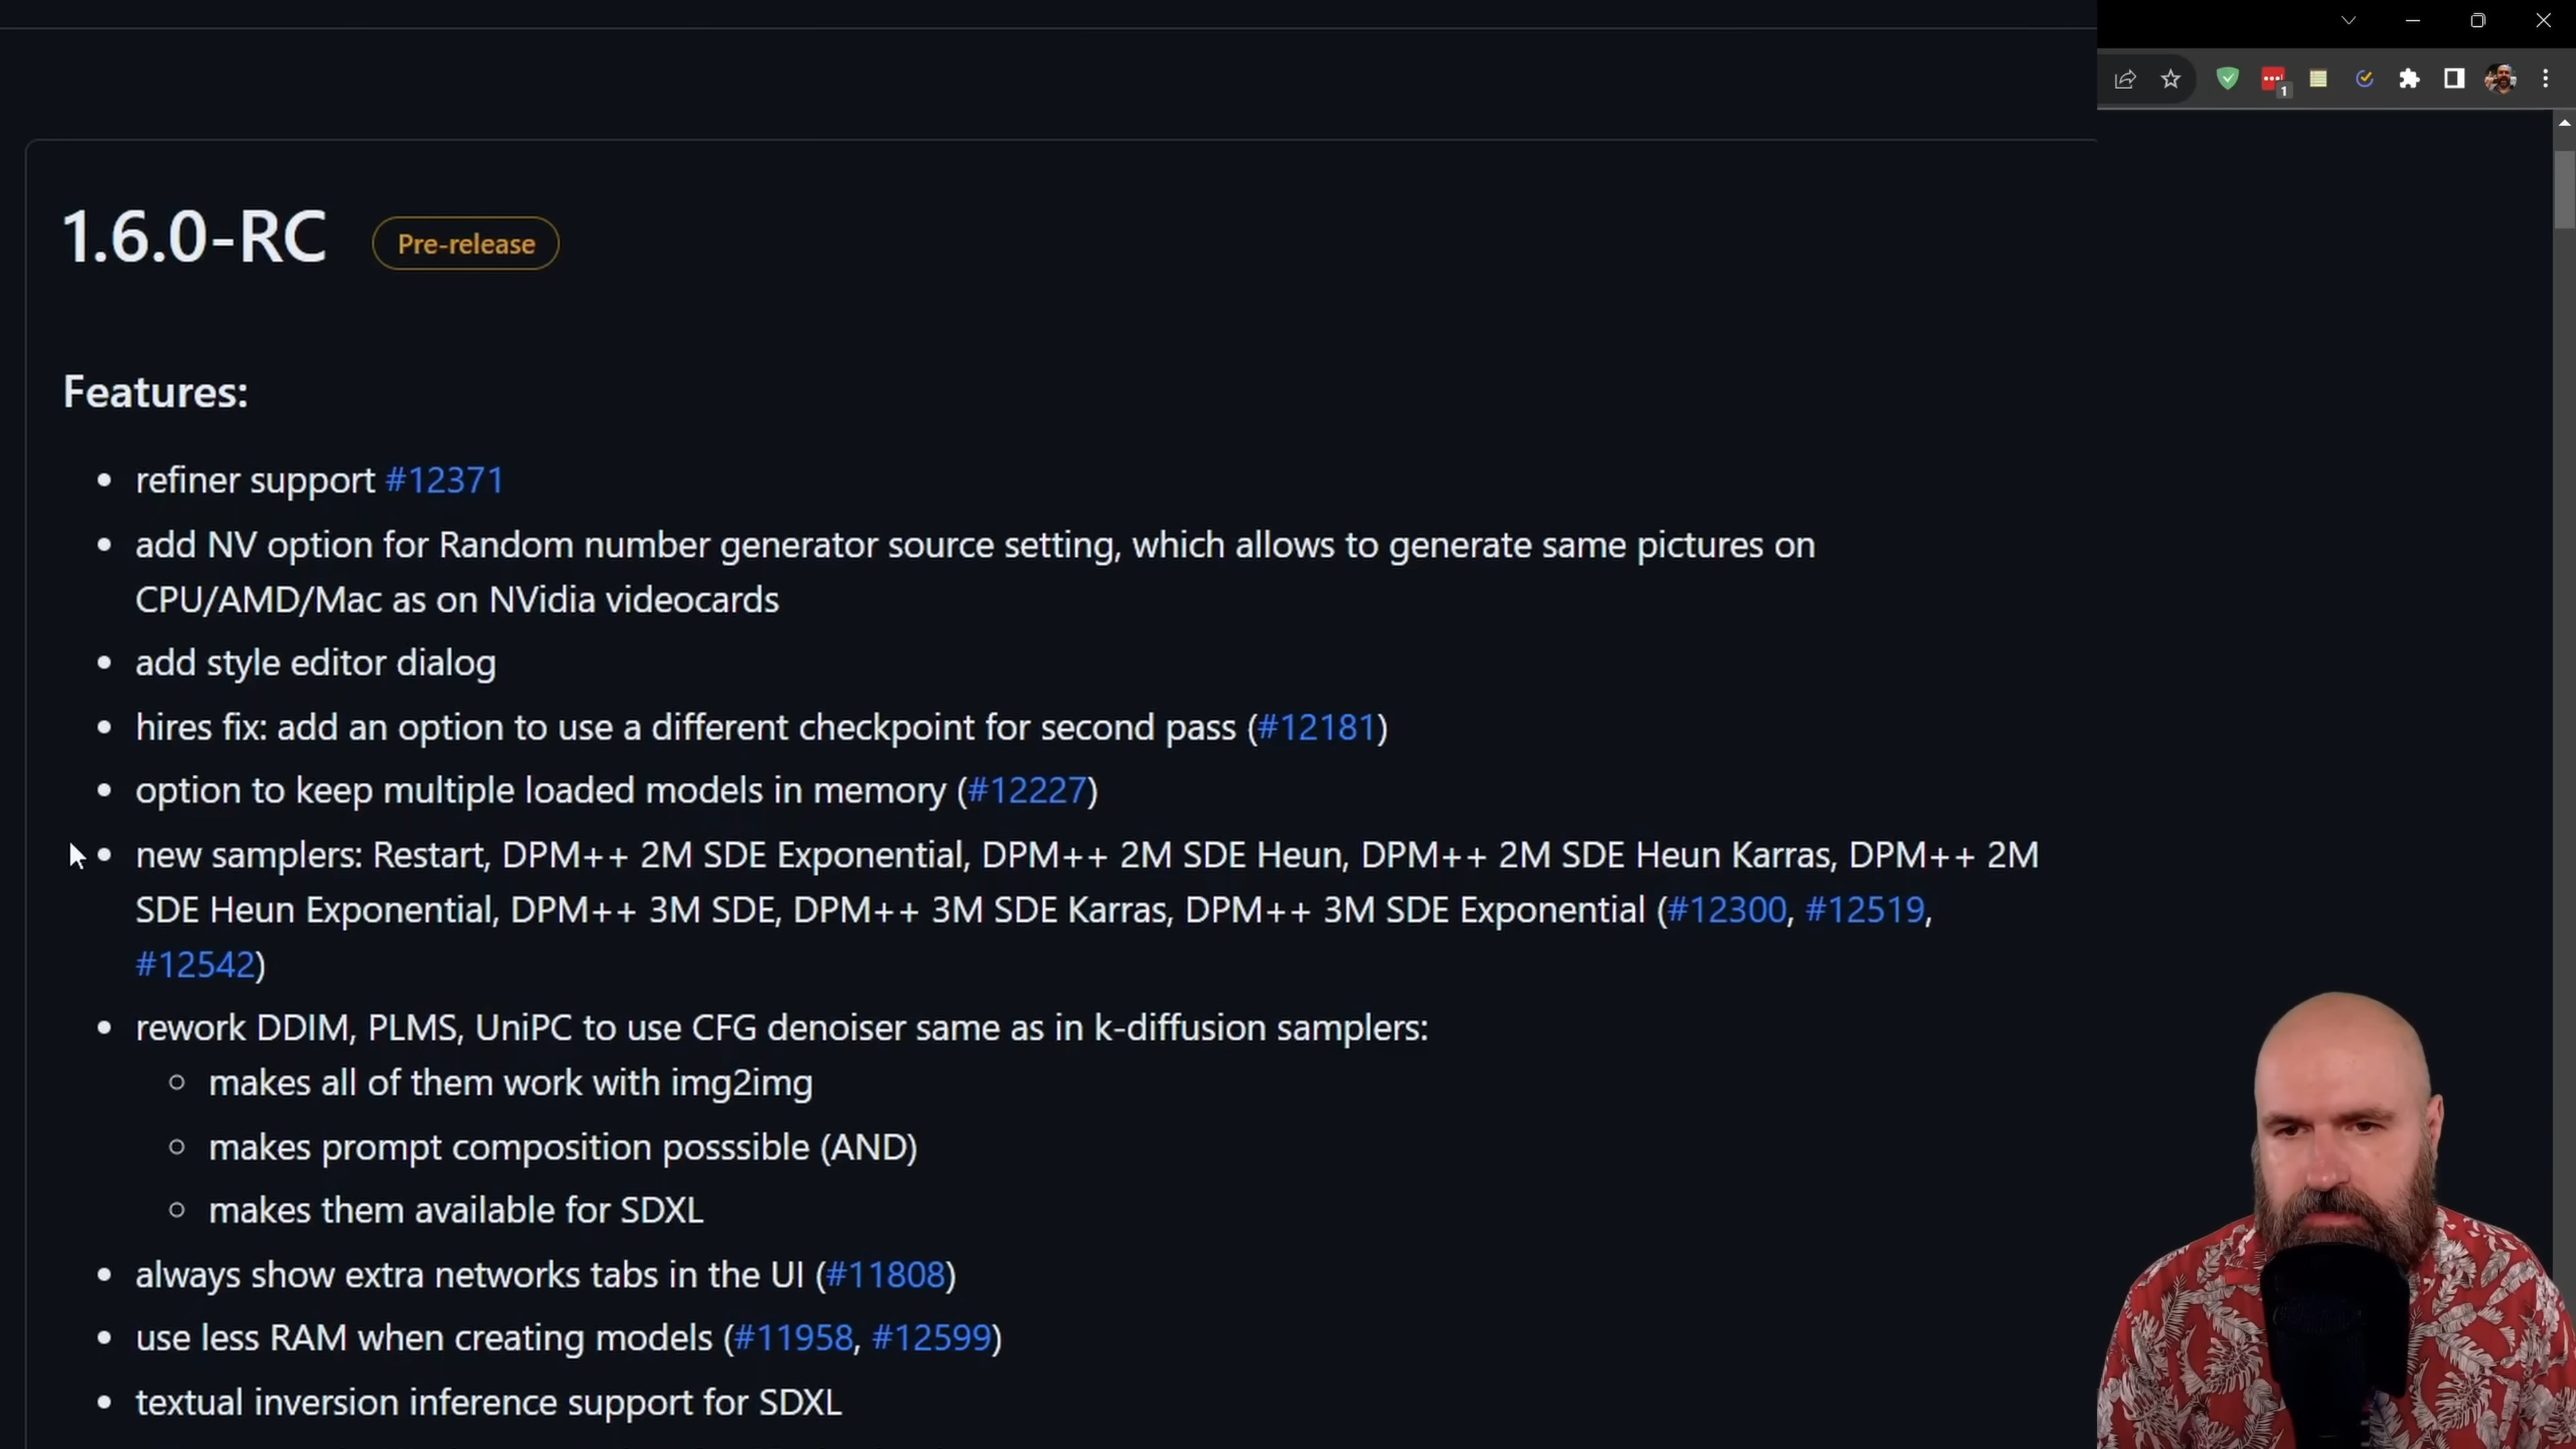 1
1.6.0-RC Pre-release
Features:
refiner support #12371
add NV option for Random number generator source setting, which allows to generate same pictures on
CPU/AMD/Mac as on NVidia videocards
add style editor dialog
hires fix: add an option to use a different checkpoint for second pass (#12181)
option to keep multiple loaded models in memory (#12227)
new samplers: Restart, DPM++ 2M SDE Exponential, DPM++ 2M SDE Heun, DPM++ 2M SDE Heun Karras, DPM++ 2M
SDE Heun Exponential, DPM++ 3M SDE, DPM++ 3M SDE Karras, DPM++ 3M SDE Exponential (#12300, #12519,
#12542)
rework DDIM, PLMS, UniPC to use CFG denoiser same as in k-diffusion samplers:
makes all of them work with img2img
makes prompt composition posssible (AND)
makes them available for SDXL
always show extra networks tabs in the UI (#11808)
use less RAM when creating models (#11958, #12599)
textual inversion inference support for SDXL